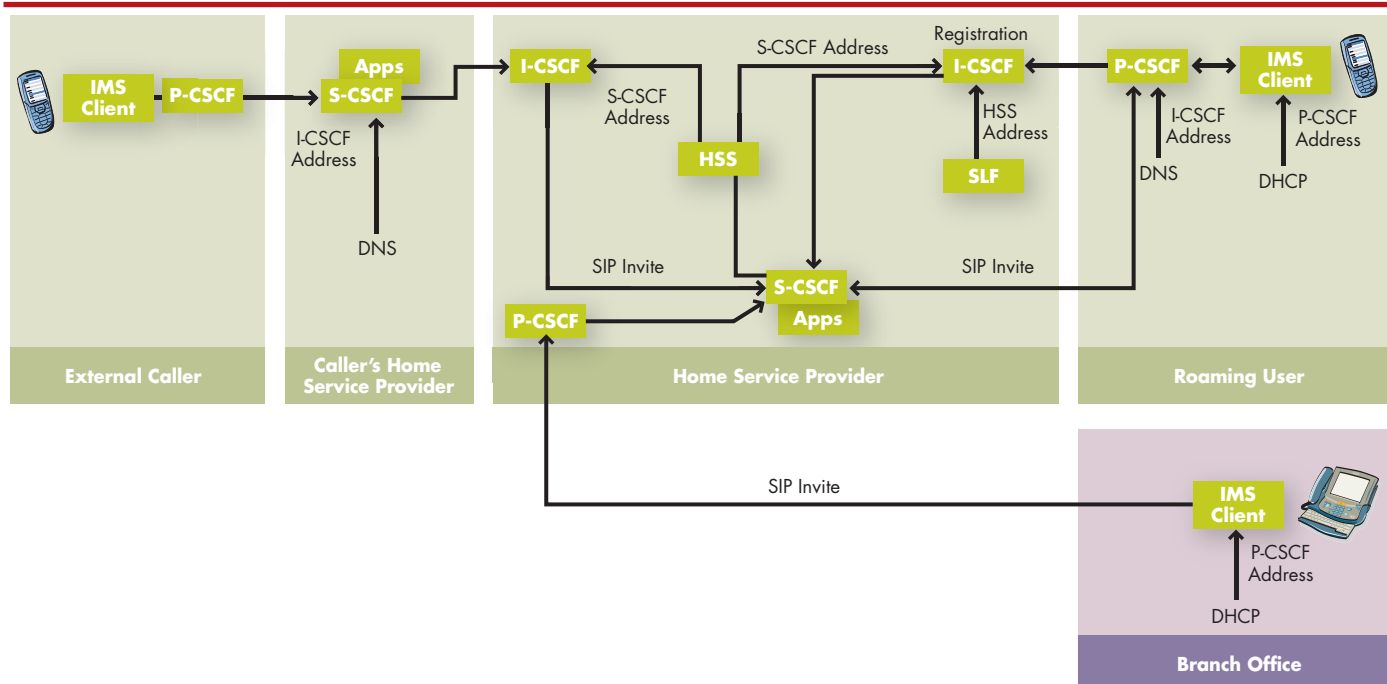 IMS
Client
P-CSCF
I-CSCF
Address
Apps
S-CSCF
DNS
I-CSCF
S-CSCF
Address
HSS
S-CSCF Address
Registration
I-CSCF
HSS
Address
SLF
SIP Invite
SIP Invite
S-CSCF
Apps
P-CSCF
P-CSCF
I-CSCF
Address
DNS
IMS
Client
P-CSCF
Address
DHCP
External Caller
Caller's Home
Service Provider
Home Service Provider
Roaming User
SIP Invite
IMS
Client
P-CSCF
Address
DHCP
Branch Office